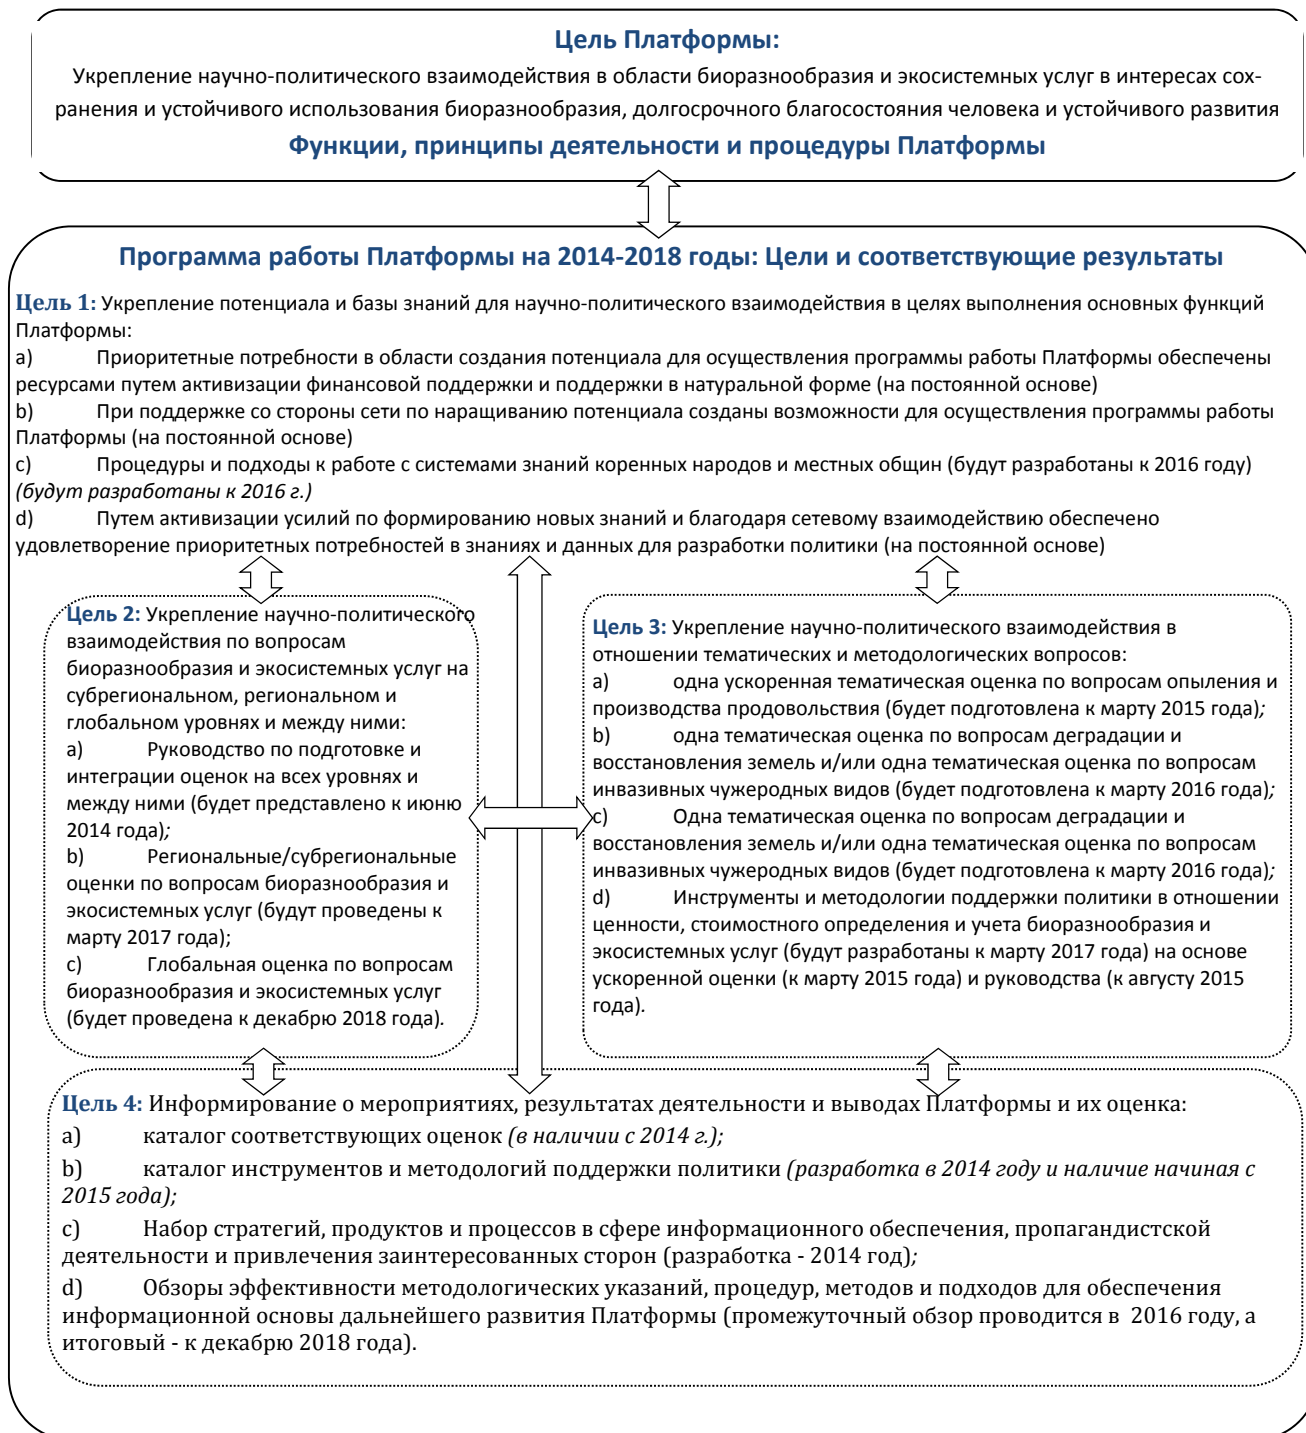 Цель Платформы:
Укрепление научно-политического взаимодействия в области биоразнообразия и экосистемных услуг в интересах сох-
ранения и устойчивого использования биоразнообразия, долгосрочного благосостояния человека и устойчивого развития
Функции, принципы деятельности и процедуры Платформы
Программа работы Платформы на 2014-2018 годы: Цели и соответствующие результаты
Цель 1: Укрепление потенциала и базы знаний для научно-политического взаимодействия в целях выполнения основных функций
Платформы:
a) Приоритетные потребности в области создания потенциала для осуществления программы работы Платформы обеспечены
ресурсами путем активизации финансовой поддержки и поддержки в натуральной форме (на постоянной основе)
b) При поддержке со стороны сети по наращиванию потенциала созданы возможности для осуществления программы работы
Платформы (на постоянной основе)
c) Процедуры и подходы к работе с системами знаний коренных народов и местных общин (будут разработаны к 2016 году)
(будут разработаны к 2016 г.)
d) Путем активизации усилий по формированию новых знаний и благодаря сетевому взаимодействию обеспечено
удовлетворение приоритетных потребностей в знаниях и данных для разработки политики (на постоянной основе)
Цель 2: Укрепление научно-политического
взаимодействия по вопросам
биоразнообразия и экосистемных услуг на
субрегиональном, региональном и
глобальном уровнях и между ними:
a) Руководство по подготовке и
интеграции оценок на всех уровнях и
между ними (будет представлено к июню
2014 года);
b) Региональные/субрегиональные
оценки по вопросам биоразнообразия и
экосистемных услуг (будут проведены к
марту 2017 года);
c) Глобальная оценка по вопросам
биоразнообразия и экосистемных услуг
(будет проведена к декабрю 2018 года).
Цель 3: Укрепление научно-политического взаимодействия в
отношении тематических и методологических вопросов:
a) одна ускоренная тематическая оценка по вопросам опыления и
производства продовольствия (будет подготовлена к марту 2015 года);
b) одна тематическая оценка по вопросам деградации и
восстановления земель и/или одна тематическая оценка по вопросам
инвазивных чужеродных видов (будет подготовлена к марту 2016 года);
c) Одна тематическая оценка по вопросам деградации и
восстановления земель и/или одна тематическая оценка по вопросам
инвазивных чужеродных видов (будет подготовлена к марту 2016 года);
d) Инструменты и методологии поддержки политики в отношении
ценности, стоимостного определения и учета биоразнообразия и
экосистемных услуг (будут разработаны к марту 2017 года) на основе
ускоренной оценки (к марту 2015 года) и руководства (к августу 2015
года).
Цель 4: Информирование о мероприятиях, результатах деятельности и выводах Платформы и их оценка:
a) каталог соответствующих оценок (в наличии с 2014 г.);
b) каталог инструментов и методологий поддержки политики (разработка в 2014 году и наличие начиная с
2015 года);
c) Набор стратегий, продуктов и процессов в сфере информационного обеспечения, пропагандистской
деятельности и привлечения заинтересованных сторон (разработка - 2014 год);
d) Обзоры эффективности методологических указаний, процедур, методов и подходов для обеспечения
информационной основы дальнейшего развития Платформы (промежуточный обзор проводится в 2016 году, а
итоговый - к декабрю 2018 года).